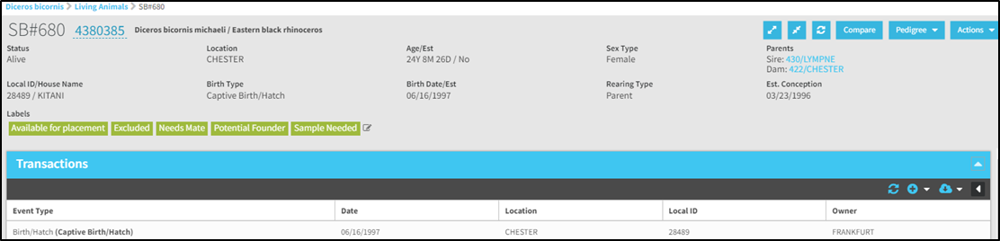 Diceros bicornis > Living Animals > SB#680
SB#680 4380385 Diceros bicornis michaeli / Eastern black rhinoceros Compare Pedigree Actions
Status Location Age/Est Sex Type Parents
Alive CHESTER 24Y 8M 26D / No Female Sire: 430/LYMPNE
Dam: 422/CHESTER
Local ID/House Name Birth Type Birth Date/Est Rearing Type Est. Conception
28489 / KITANI Captive Birth/Hatch 06/16/1997 Parent 03/23/1996
Labels
Available for placement Excluded Needs Mate Potential Founder Sample Needed
Transactions
Event Type Date Location Local ID Owner
Birth/Hatch (Captive Birth/Hatch) 06/16/1997 CHESTER 28489 FRANKFURT